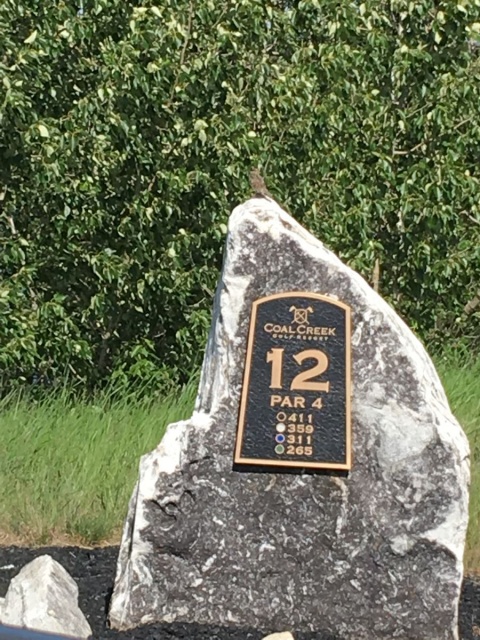 COAL CREEK
GOLF RESORT
12
PAR 4
411
359
311
265